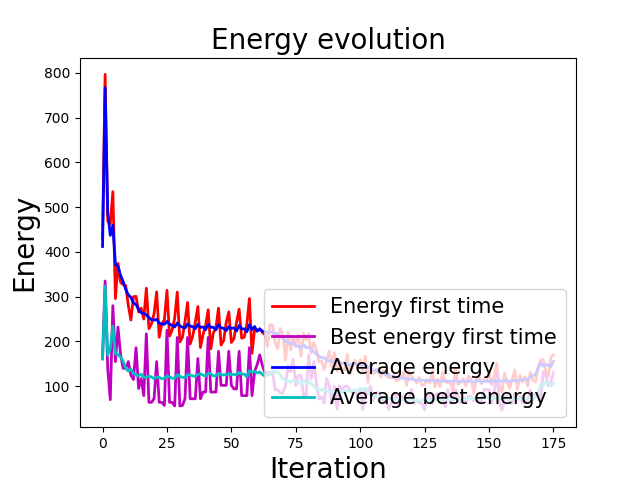 Energy evolution
Energy
800
700
600
500
400
300
200
100
Energy first time
Best energy first time
Average energy
Average best energy
0
25
50
75
100
125
150
175
Iteration